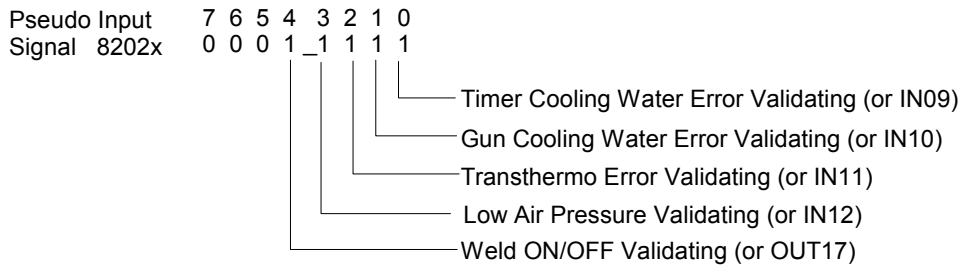 Pseudo Input 7 6 5 4 3 2 1 0
Signal 8202x 0 0 0 1 _1 1 1 1
Timer Cooling Water Error Validating (or IN09)
Gun Cooling Water Error Validating (or IN10)
Transthermo Error Validating (or IN11)
Low Air Pressure Validating (or IN12)
Weld ON/OFF Validating (or OUT17)